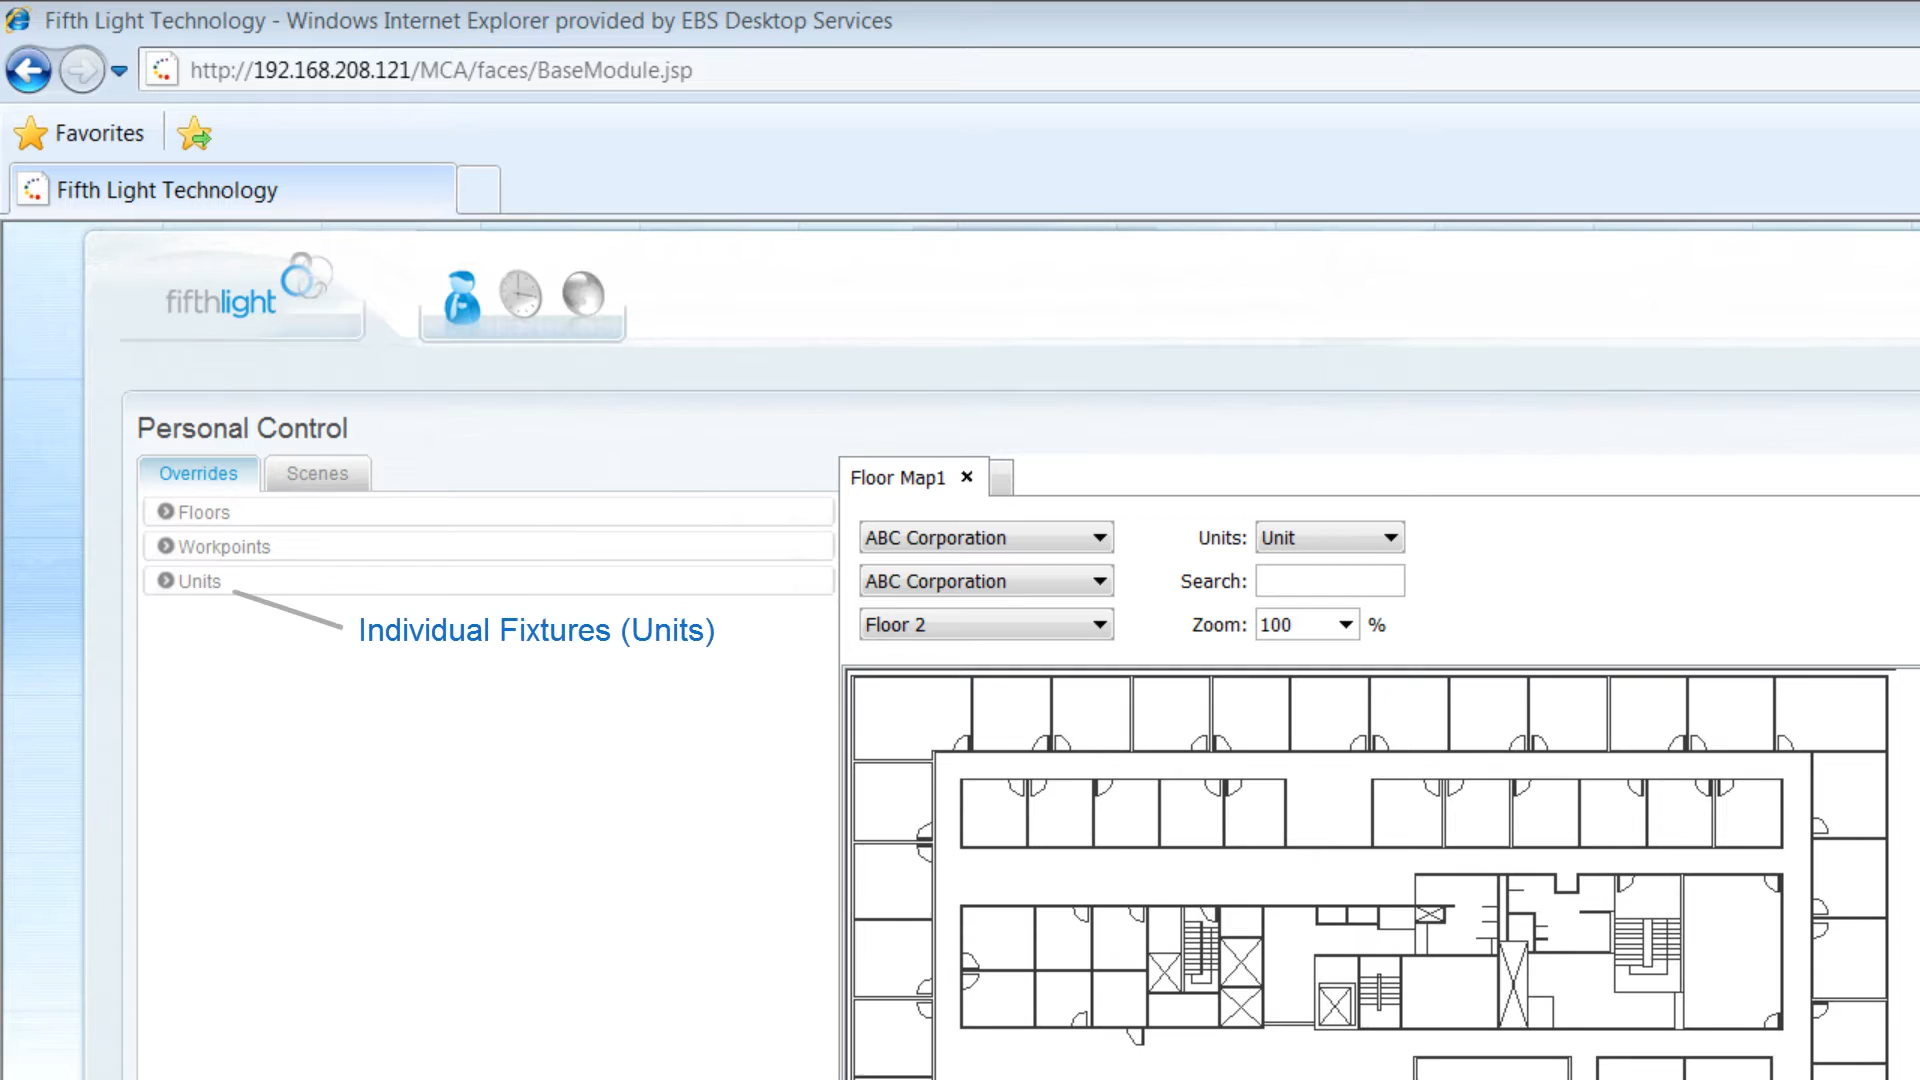 Fifth Light Technology - Windows Internet Explorer provided by EBS Desktop Services
http://192.168.208.121/MCA/faces/BaseModule.jsp
Favorites
Fifth Light Technology
fifthlight
Personal Control
Overrides Scenes
Floors
Workpoints
Units
Individual Fixtures (Units)
Floor Map1 ×
ABC Corporation Units: Unit
ABC Corporation Search:
Floor 2 Zoom: 100 %